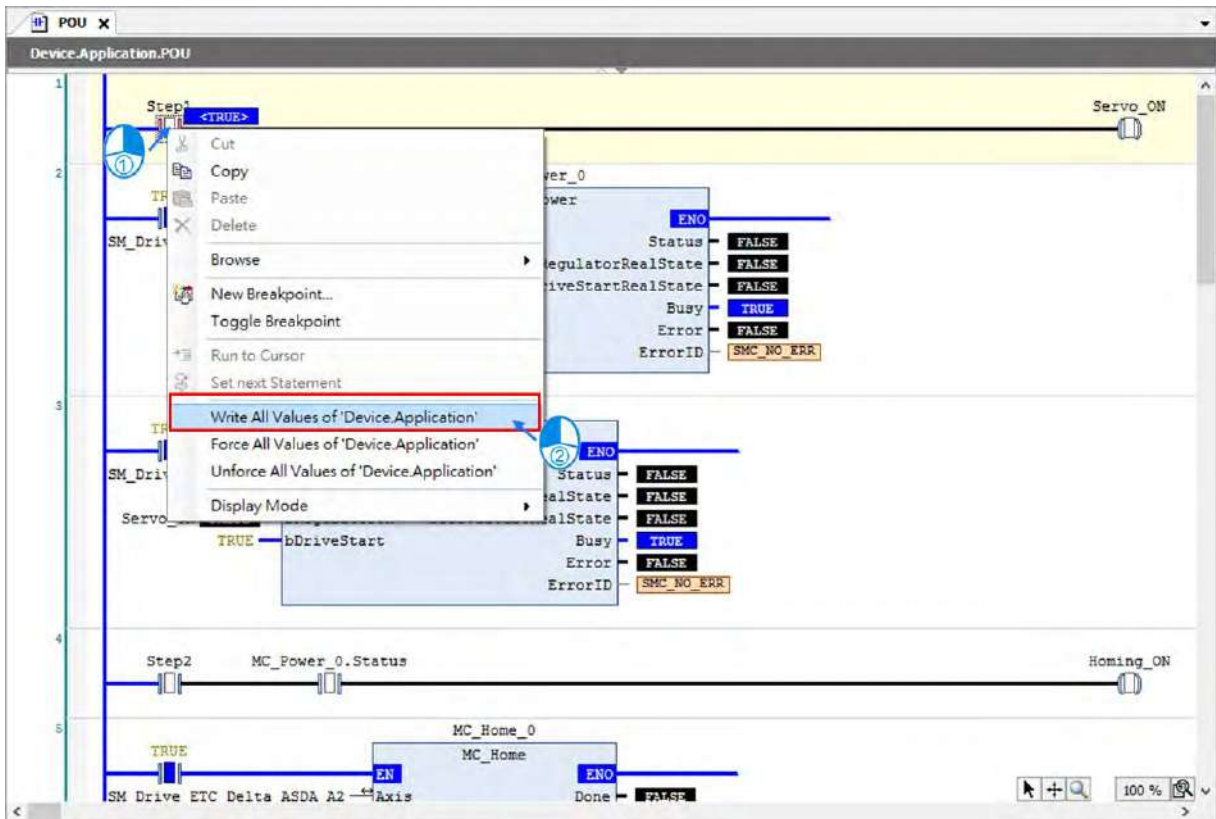 POU
Device.Application.POU
1
Step1
<TRUE>
Servo_ON
①
Cut
Copy
Paste
Delete
Browse
New Breakpoint...
Toggle Breakpoint
Run to Cursor
Set next Statement
Write All Values of 'Device.Application'
②
Force All Values of 'Device.Application'
Unforce All Values of 'Device.Application'
Display Mode
2
ENO
Status FALSE
RegulatorRealState FALSE
FALSE
Busy TRUE
Error FALSE
ErrorID SMC_NO_ERR
3
ENO
Status FALSE
FALSE
FALSE
TRUE bDriveStart Busy TRUE
Error FALSE
ErrorID SMC_NO_ERR
4
Step2 MC_Power_0.Status Homing_ON
5
MC_Home_0
TRUE MC_Home
EN ENO
SM_Drive_ETC_Delta_ASDA_A2 Axis Done FALSE
100 %